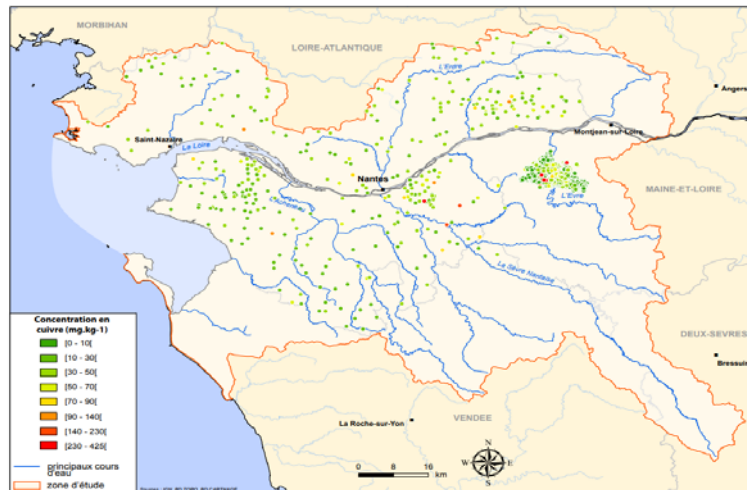 MORBIHAN
LOIRE-ATLANTIQUE
L'Erdre
Angers
Montjean-sur-Loire
Saint-Nazaire
La Loire
Nantes
MAINE-ET-LOIRE
L'Evre
L'Acheneau
La Sèvre Nantaise
DEUX-SEVRES
Bressuire
VENDEE
La Roche-sur-Yon
Concentration en
cuivre (mg.kg-1)
[0 - 10[
[10 - 30[
[30 - 50[
[50 - 70[
[70 - 90[
[90 - 140[
[140 - 230[
[230 - 425[
principaux cours
d'eau
zone d'étude
N
W E
S
0 8 16
km